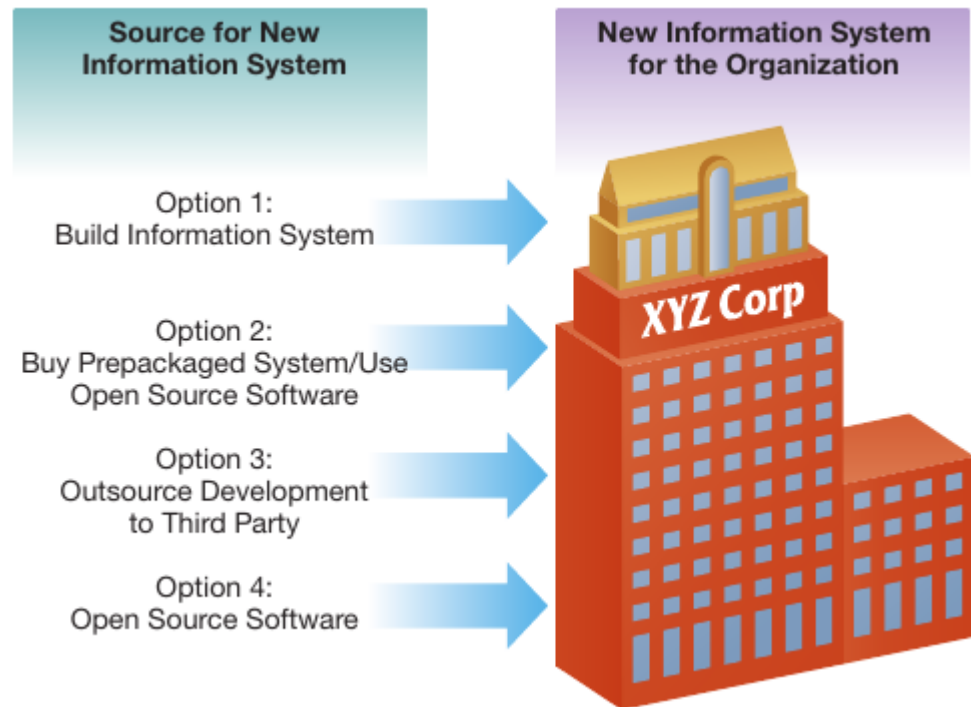 Source for New
Information System
New Information System
for the Organization
Option 1:
Build Information System
Option 2:
Buy Prepackaged System/Use
Open Source Software
Option 3:
Outsource Development
to Third Party
Option 4:
Open Source Software
XYZ Corp